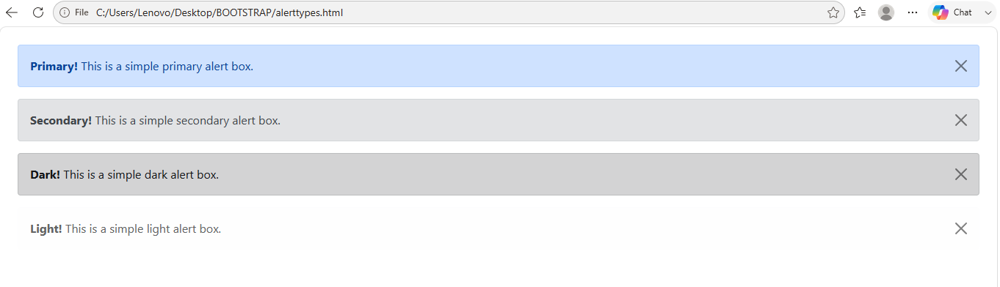 File C:/Users/Lenovo/Desktop/BOOTSTRAP/alerttypes.html Chat
Primary! This is a simple primary alert box.
Secondary! This is a simple secondary alert box.
Dark! This is a simple dark alert box.
Light! This is a simple light alert box.